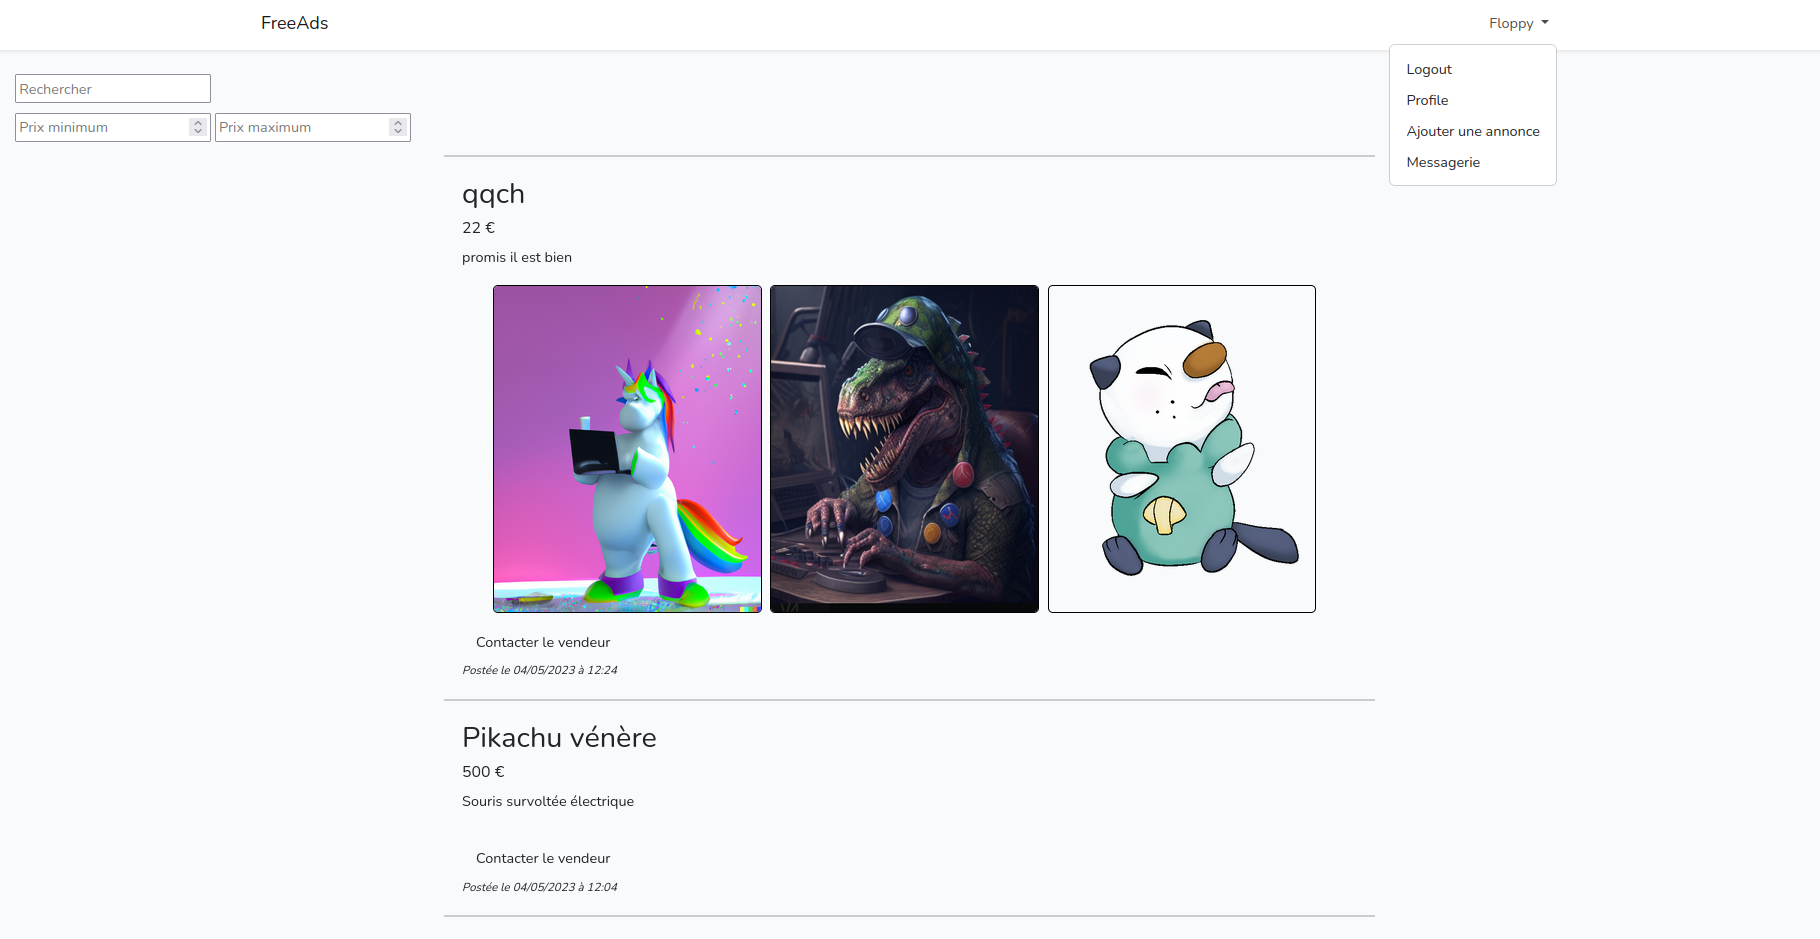 FreeAds
Floppy
Logout
Profile
Ajouter une annonce
Messagerie
Rechercher
Prix minimum
Prix maximum
qqch
22 €
promis il est bien
Contacter le vendeur
Postée le 04/05/2023 à 12:24
Pikachu vénère
500 €
Souris survoltée électrique
Contacter le vendeur
Postée le 04/05/2023 à 12:04